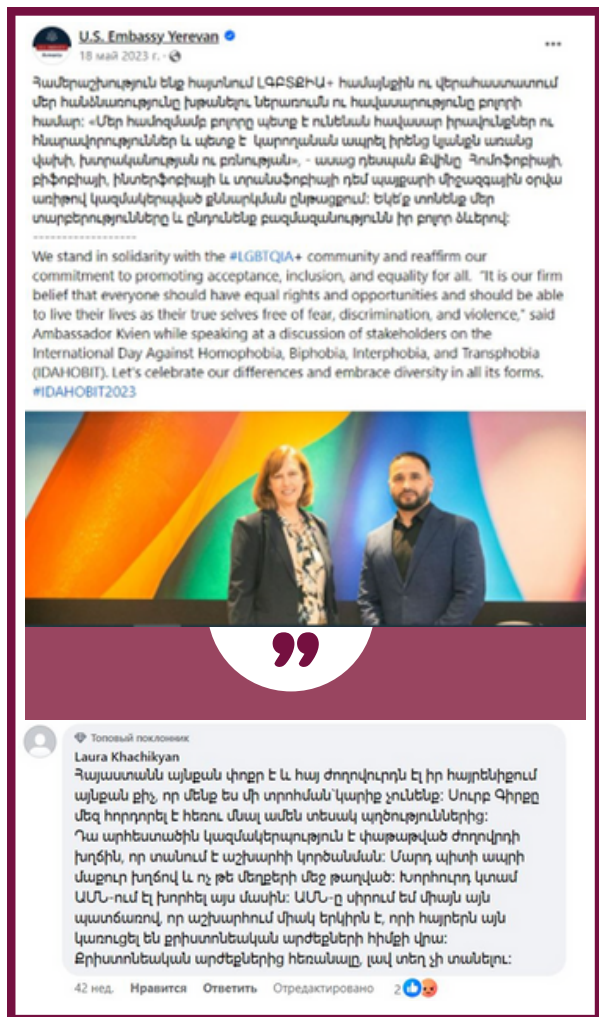 U.S. Embassy Yerevan
18 май 2023 г. ·
Համերաշխություն ենք հայտնում ԼԳԲՏՔԻԱ+ համայնքին ու վերահաստատում
մեր հանձնառությունը խթանելու ներառումն ու հավասարությունը բոլորի
համար: «Մեր համոզմամբ բոլորը պետք է ունենան հավասար իրավունքներ ու
հնարավորություններ և պետք է կարողանան ապրել իրենց կյանքն առանց
վախի, խտրականության ու բռնության», - ասաց դեսպան Քվինը Հոմոֆոբիայի,
բիֆոբիայի, ինտերֆոբիայի և տրանսֆոբիայի դեմ պայքարի միջազգային օրվա
առիթով կազմակերպված քննարկման ընթացքում: Եկե՛ք տոնենք մեր
տարբերությունները և ընդունենք բազմազանությունն իր բոլոր ձևերով:
------------------
We stand in solidarity with the #LGBTQIA+ community and reaffirm our
commitment to promoting acceptance, inclusion, and equality for all. "It is our firm
belief that everyone should have equal rights and opportunities and should be able
to live their lives as their true selves free of fear, discrimination, and violence," said
Ambassador Kvien while speaking at a discussion of stakeholders on the
International Day Against Homophobia, Biphobia, Interphobia, and Transphobia
(IDAHOBIT). Let's celebrate our differences and embrace diversity in all its forms.
#IDAHOBIT2023
Топовый поклонник
Laura Khachikyan
Հայաստանն այնքան փոքր է և հայ ժողովուրդն էլ իր հայրենիքում
այնքան քիչ, որ մենք ես մի տրոհման՝կարիք չունենք: Սուրբ Գիրքը
մեզ հորդորել է հեռու մնալ ամեն տեսակ պղծություններից:
Դա արհեստածին կազմակերպություն է փաթաթված ժողովրդի
խղճին, որ տանում է աշխարհի կործանման: Մարդ պիտի ապրի
մաքուր խղճով և ոչ թե մեղքերի մեջ թաղված: Խորհուրդ կտամ
ԱՄՆ-ում էլ խորհել այս մասին: ԱՄՆ-ը սիրում եմ միայն այն
պատճառով, որ աշխարհում միակ երկիրն է, որի հայրերն այն
կառուցել են քրիստոնեական արժեքների հիմքի վրա:
Քրիստոնեական արժեքներից հեռանալը, լավ տեղ չի տանելու:
42 нед. Нравится Ответить Отредактировано 2